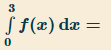 ∫₀³ f(x) dx =